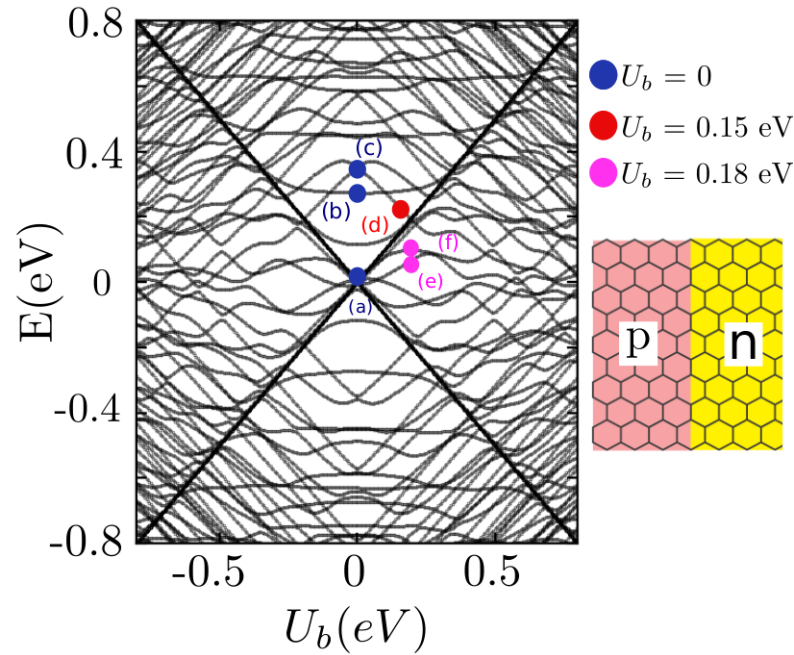 E(eV)
0.8
0.4
0
-0.4
-0.8
-0.5
0
0.5
U_b(eV)
(c)
(b)
(d)
(f)
(e)
(a)
U_b = 0
U_b = 0.15 eV
U_b = 0.18 eV
p
n